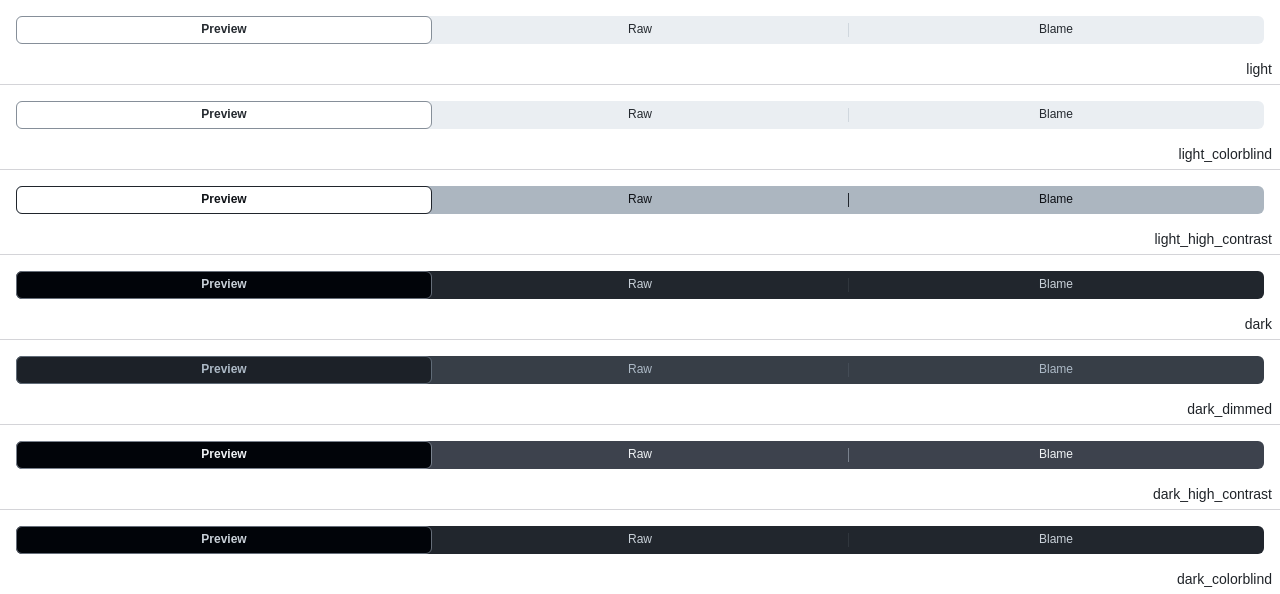 Preview Raw Blame
light
Preview Raw Blame
light_colorblind
Preview Raw Blame
light_high_contrast
Preview Raw Blame
dark
Preview Raw Blame
dark_dimmed
Preview Raw Blame
dark_high_contrast
Preview Raw Blame
dark_colorblind